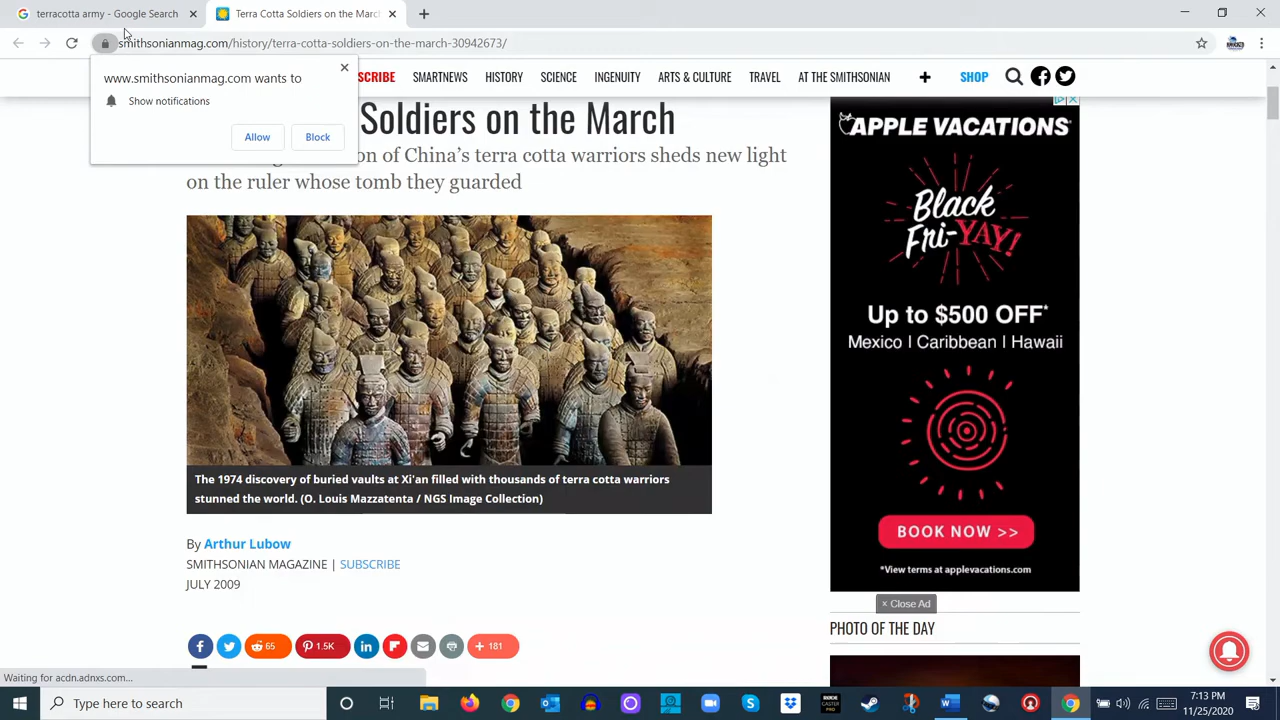 terracotta army - Google Search
Terra Cotta Soldiers on the Marc
smithsonianmag.com/history/terra-cotta-soldiers-on-the-march-30942673/
www.smithsonianmag.com wants to
Show notifications
Allow
Block
SCRIBE
SMARTNEWS
HISTORY
SCIENCE
INGENUITY
ARTS & CULTURE
TRAVEL
AT THE SMITHSONIAN
SHOP
Soldiers on the March
on of China's terra cotta warriors sheds new light
on the ruler whose tomb they guarded
The 1974 discovery of buried vaults at Xi'an filled with thousands of terra cotta warriors
stunned the world. (O. Louis Mazzatenta / NGS Image Collection)
By Arthur Lubow
SMITHSONIAN MAGAZINE | SUBSCRIBE
JULY 2009
65
1.5K
181
APPLE VACATIONS
Black
Fri-YAY!
Up to $500 OFF*
Mexico | Caribbean | Hawaii
BOOK NOW >>
*View terms at applevacations.com
× Close Ad
PHOTO OF THE DAY
Waiting for acdn.adnxs.com...
Type here to search
7:13 PM
11/25/2020